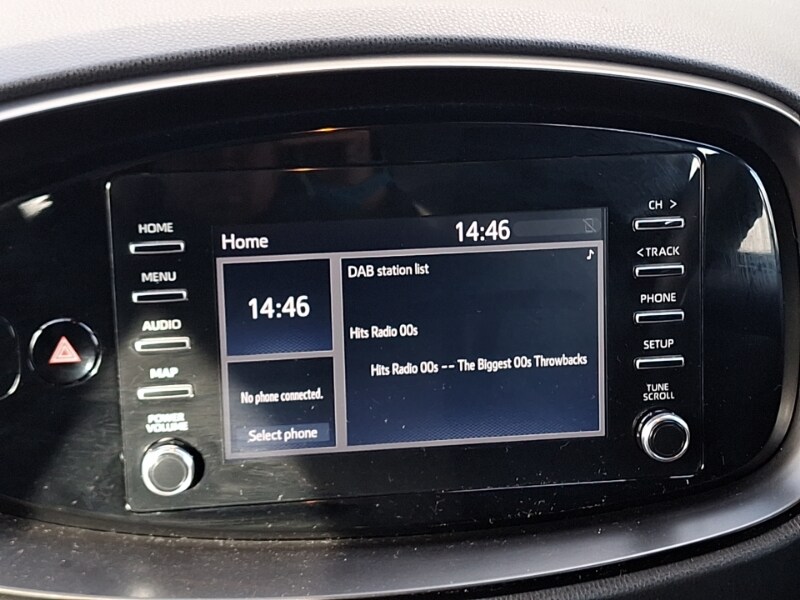 HOME
MENU
AUDIO
MAP
POWER
VOLUME
Home
14:46
14:46
No phone connected.
Select phone
DAB station list
Hits Radio 00s
Hits Radio 00s -- The Biggest 00s Throwbacks
CH >
< TRACK
PHONE
SETUP
TUNE
SCROLL